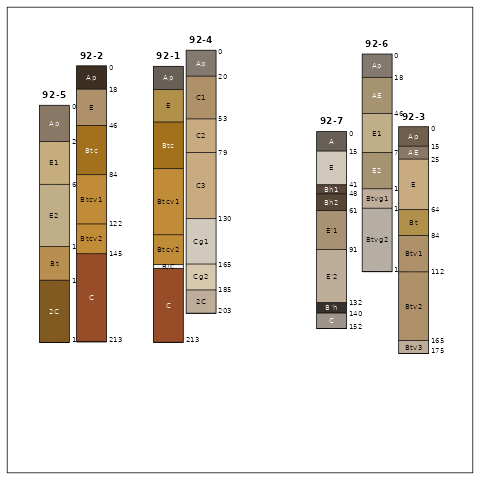 92-5
Ap
E1
E2
Bt
2C
0
2
6
1
1
1
92-2
Ap
E
Btc
Btcv1
Btcv2
C
0
18
46
84
122
145
213
92-1
Ap
E
Btc
Btcv1
Btcv2
C
213
92-4
Ap
C1
C2
C3
Cg1
Cg2
2C
0
20
53
79
130
165
185
203
92-7
A
E
Bh1
Bh2
E'1
E'2
B'h
C
0
15
41
48
61
91
132
140
152
92-6
Ap
AE
E1
E2
Btvg1
Btvg2
0
18
46
7
1
1
1
92-3
Ap
AE
E
Bt
Btv1
Btv2
Btv3
0
15
25
64
84
112
165
175